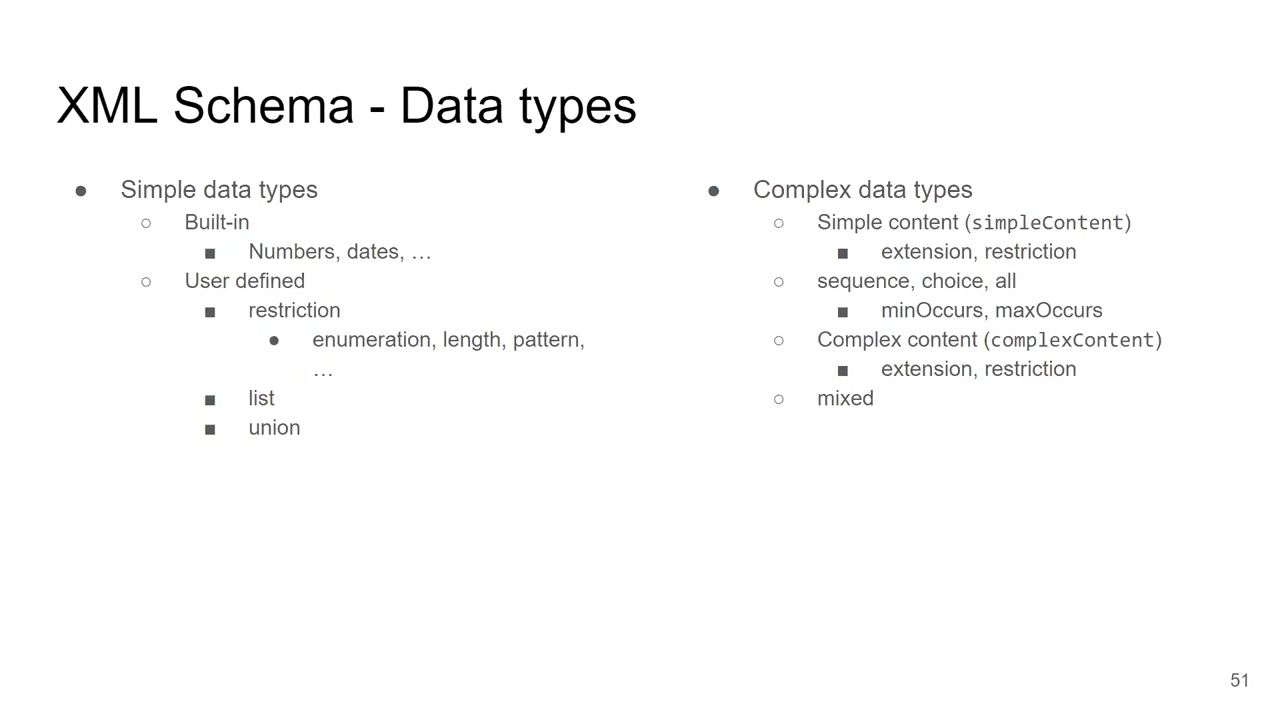 XML Schema - Data types
● Simple data types
○ Built-in
■ Numbers, dates, …
○ User defined
■ restriction
● enumeration, length, pattern,
…
■ list
■ union
● Complex data types
○ Simple content (simpleContent)
■ extension, restriction
○ sequence, choice, all
■ minOccurs, maxOccurs
○ Complex content (complexContent)
■ extension, restriction
○ mixed
51